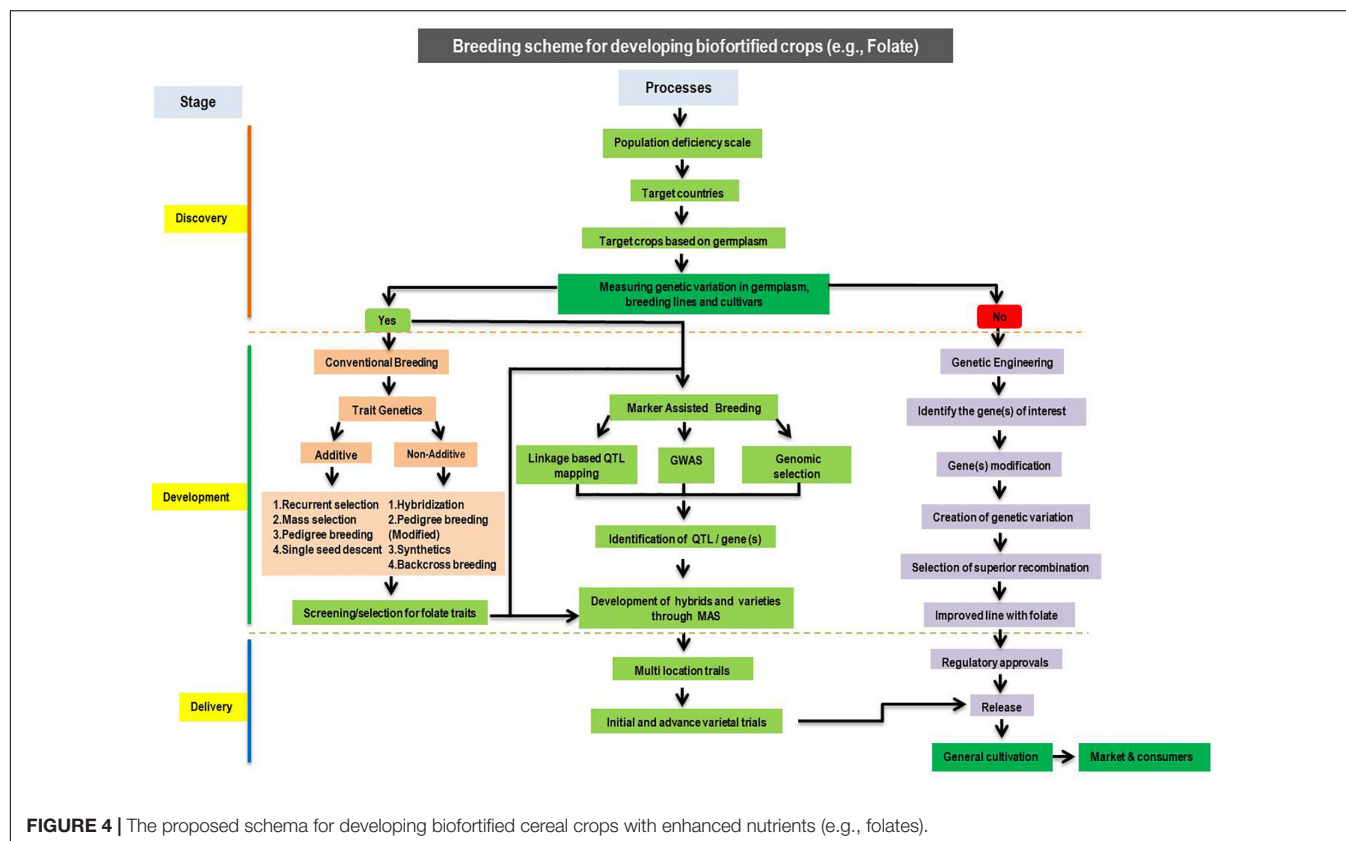 Breeding scheme for developing biofortified crops (e.g., Folate)
Stage
Processes
Population deficiency scale
Target countries
Discovery
Target crops based on germplasm
Measuring genetic variation in germplasm,
breeding lines and cultivars
Yes
No
Conventional Breeding
Genetic Engineering
Trait Genetics
Marker Assisted Breeding
Identify the gene(s) of interest
Additive
Non-Additive
Linkage based QTL
mapping
GWAS
Genomic
selection
Gene(s) modification
Development
1.Recurrent selection
2.Mass selection
3.Pedigree breeding
4.Single seed descent
1.Hybridization
2.Pedigree breeding
(Modified)
3.Synthetics
4.Backcross breeding
Creation of genetic variation
Identification of QTL / gene (s)
Selection of superior recombination
Screening/selection for folate traits
Development of hybrids and varieties
through MAS
Improved line with folate
Multi location trails
Regulatory approvals
Delivery
Initial and advance varietal trials
Release
General cultivation
Market & consumers
FIGURE 4 | The proposed schema for developing biofortified cereal crops with enhanced nutrients (e.g., folates).